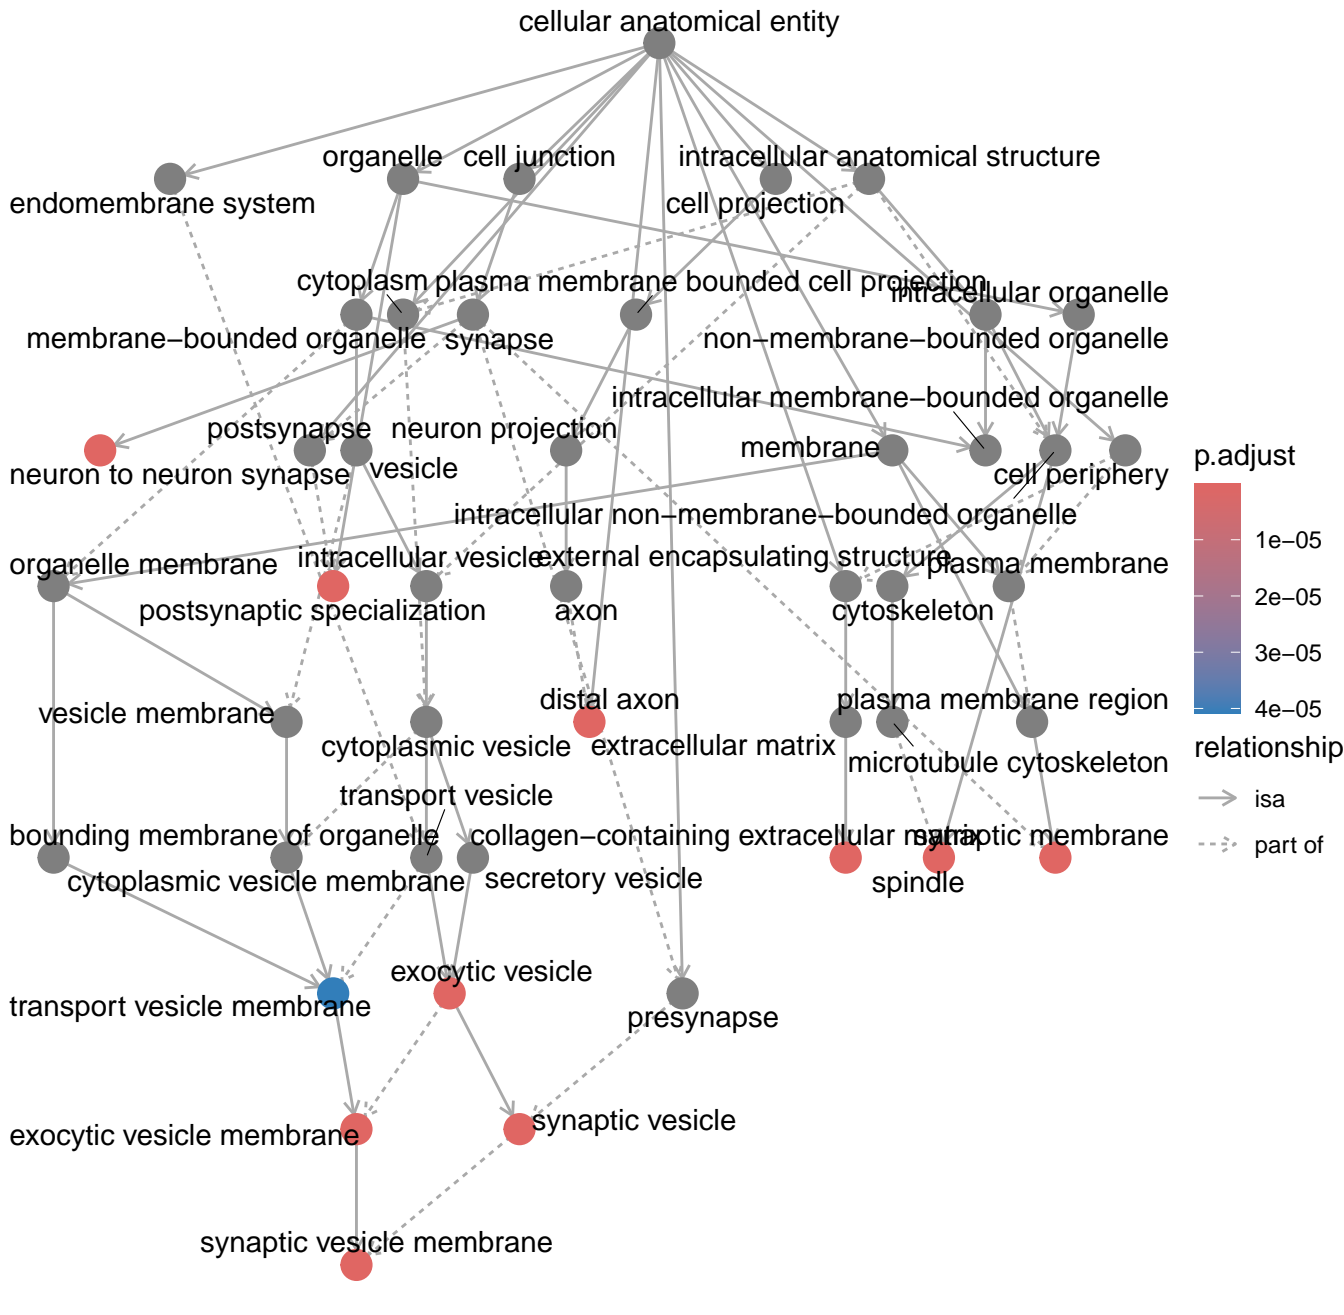 cellular anatomical entity
organelle
cell junction
intracellular anatomical structure
endomembrane system
cell projection
cytoplasm
plasma membrane bounded cell projection
intracellular organelle
membrane−bounded organelle
synapse
non−membrane−bounded organelle
intracellular membrane−bounded organelle
postsynapse
neuron projection
membrane
p.adjust
neuron to neuron synapse
vesicle
cell periphery
intracellular non−membrane−bounded organelle
1e−05
organelle membrane
intracellular vesicle
external encapsulating structure
plasma membrane
2e−05
postsynaptic specialization
axon
cytoskeleton
3e−05
distal axon
plasma membrane region
4e−05
vesicle membrane
cytoplasmic vesicle
extracellular matrix
relationship
microtubule cytoskeleton
transport vesicle
isa
bounding membrane of organelle
collagen−containing extracellular matrix
synaptic membrane
part of
cytoplasmic vesicle membrane
secretory vesicle
spindle
exocytic vesicle
transport vesicle membrane
presynapse
synaptic vesicle
exocytic vesicle membrane
synaptic vesicle membrane